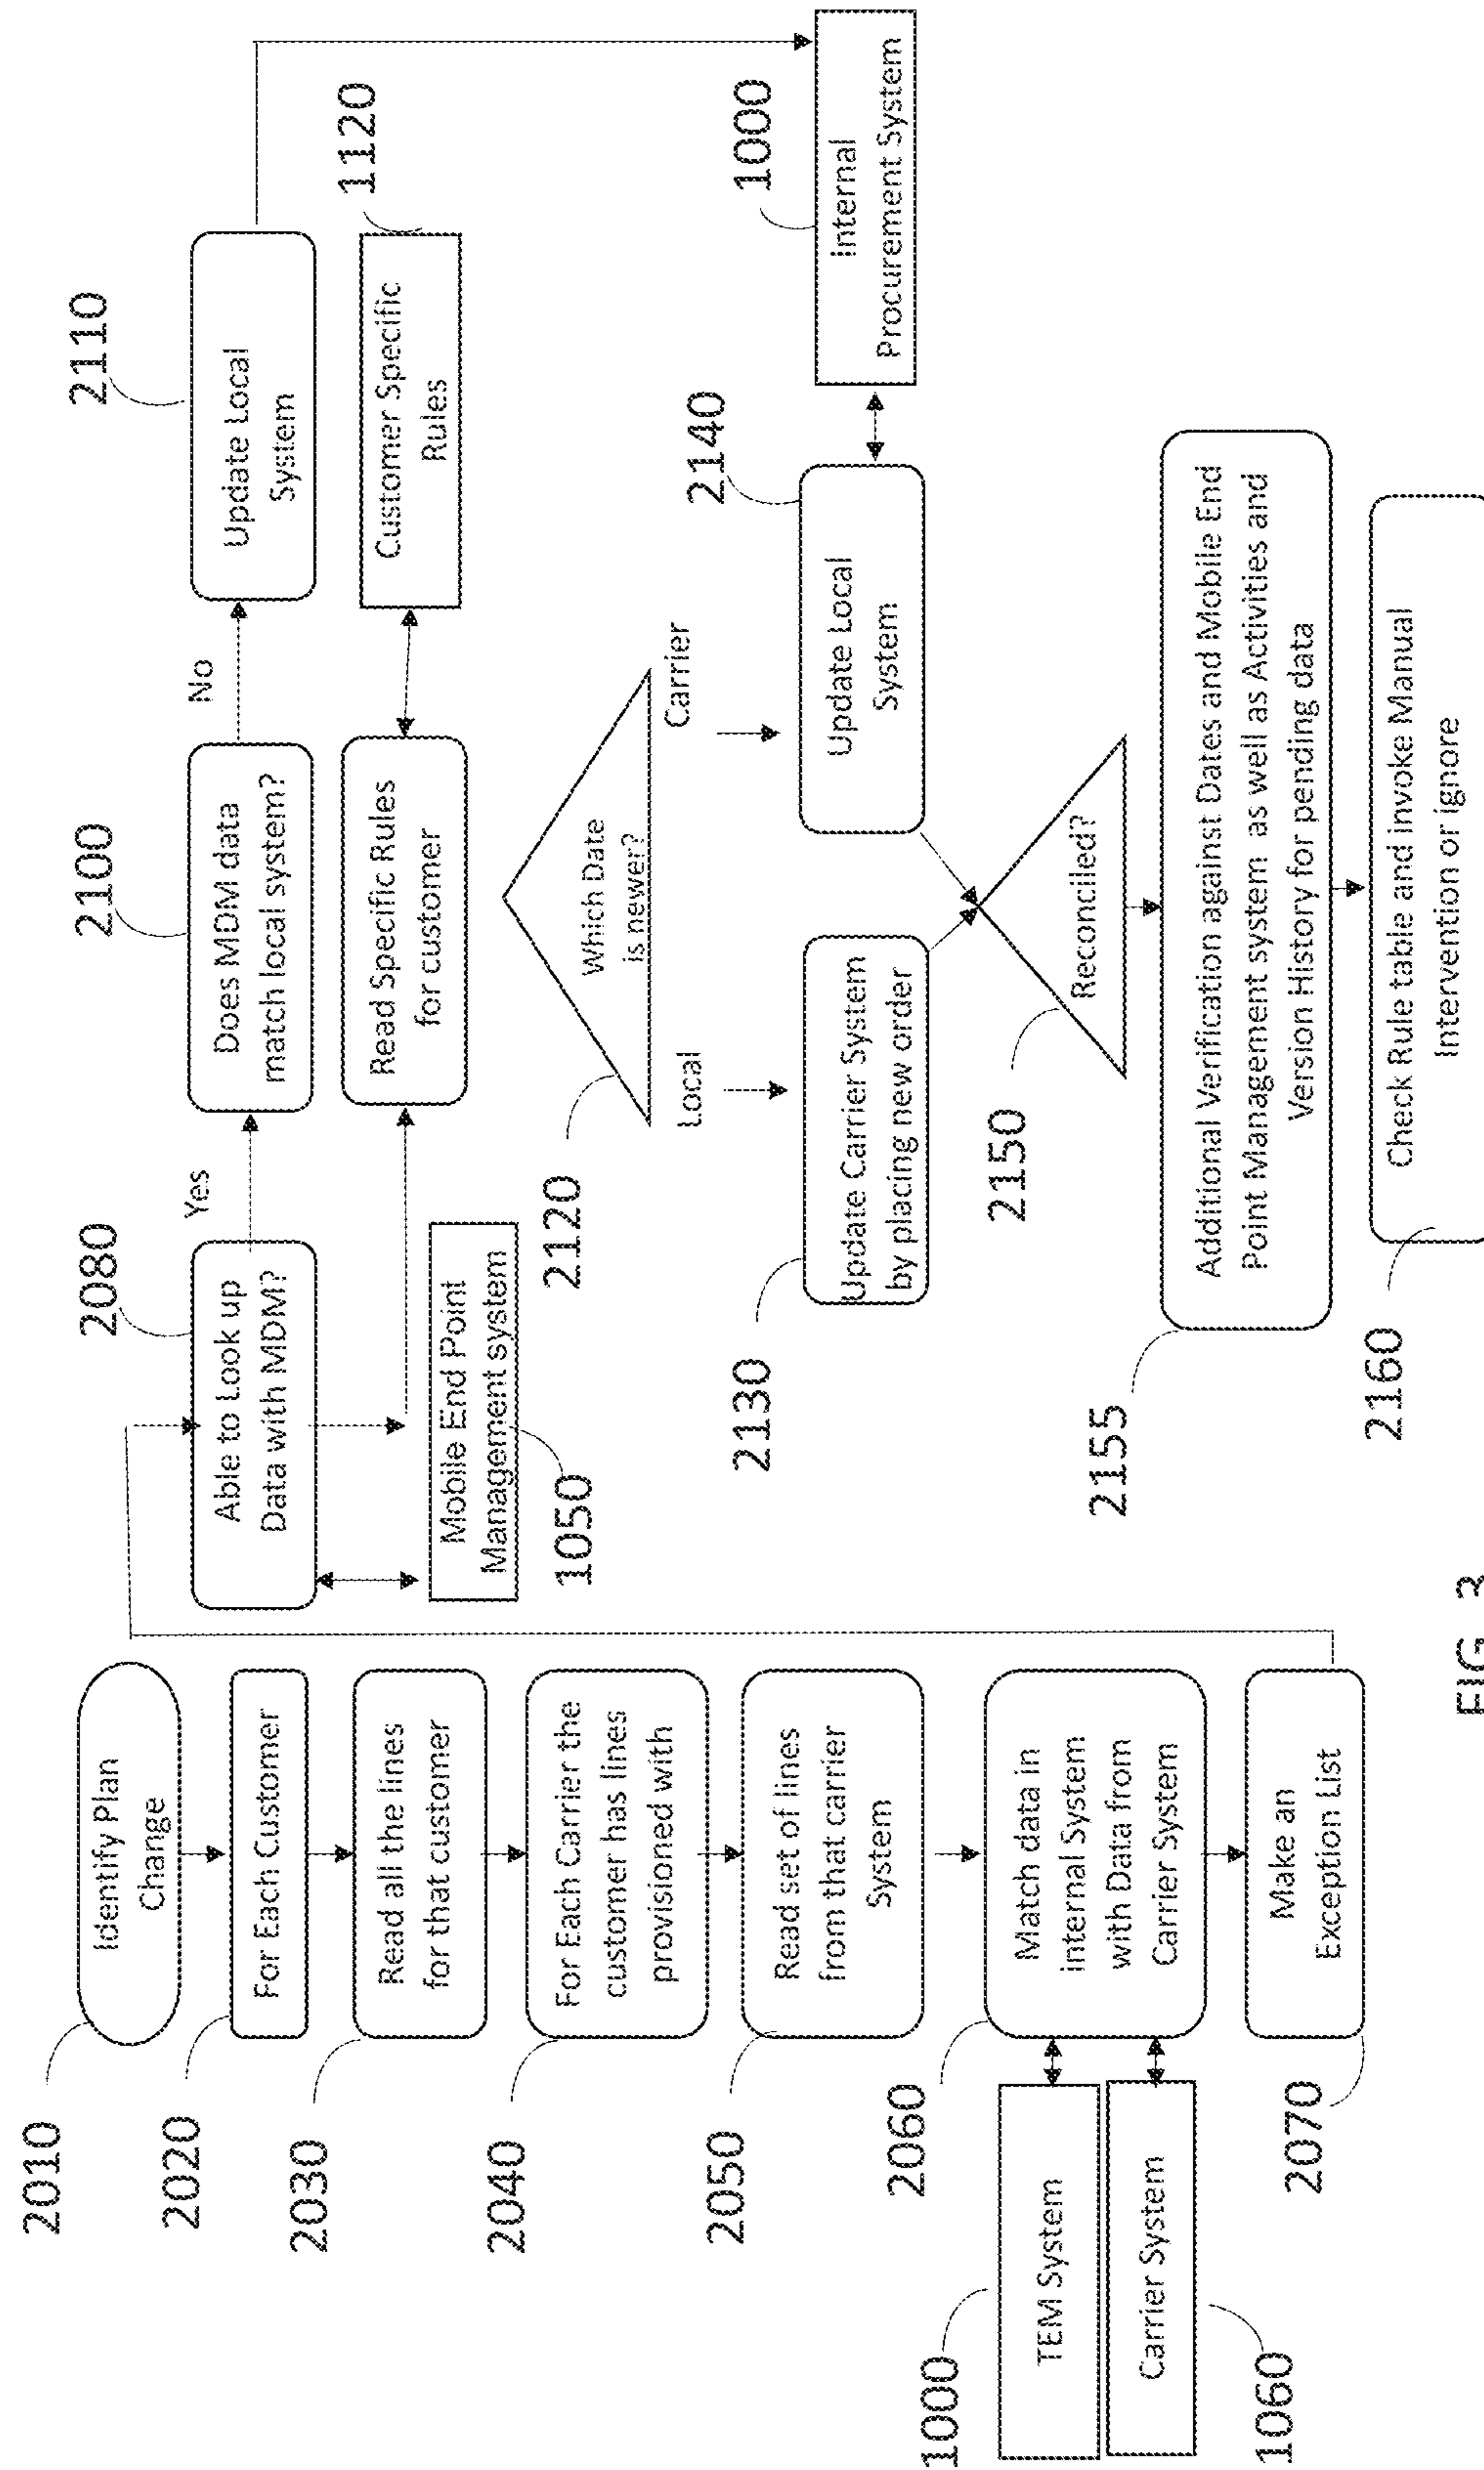 2010
Identify Plan
Change
2020
For Each Customer
2030
Read all the lines
for that customer
2040
For Each Carrier the
customer has lines
provisioned with
2050
Read set of lines
from that carrier
System
2060
Match data in
internal System
with Data from
Carrier System
1000
TEM System
Carrier System
1060
2070
Make an
Exception List
2080
Able to Look up
Data with MDM?
Yes
Mobile End Point
Management system
1050
2100
Does MDM data
match local system?
No
2110
Update Local
System
Read Specific Rules
for customer
Customer Specific
Rules
1120
2120
Which Date
is newer?
Local
Carrier
2130
Update Carrier System
by placing new order
2140
Update Local
System
1000
Internal
Procurement System
2150
Reconciled?
2155
Additional Verification against Dates and Mobile End
Point Management system as well as Activities and
Version History for pending data
2160
Check Rule table and invoke Manual
Intervention or ignore
FIG. 3